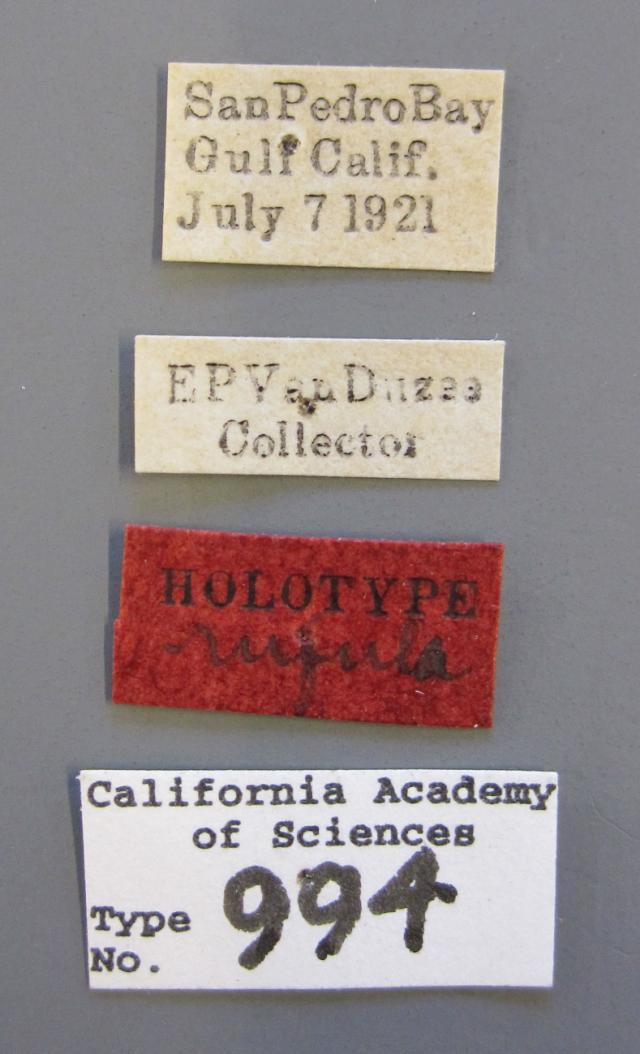 San Pedro Bay
Gulf Calif.
July 7 1921
E P Van Duzee
Collector
HOLOTYPE
rufula
California Academy
of Sciences
Type
No. 994